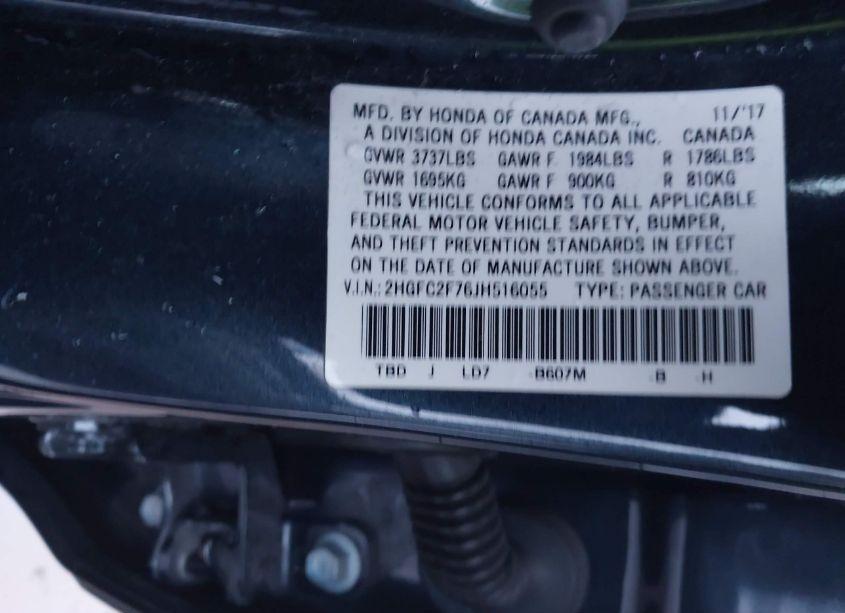 MFD. BY HONDA OF CANADA MFG., 11/'17
A DIVISION OF HONDA CANADA INC. CANADA
GVWR 3737LBS GAWR F 1984LBS R 1786LBS
GVWR 1695KG GAWR F 900KG R 810KG
THIS VEHICLE CONFORMS TO ALL APPLICABLE
FEDERAL MOTOR VEHICLE SAFETY, BUMPER,
AND THEFT PREVENTION STANDARDS IN EFFECT
ON THE DATE OF MANUFACTURE SHOWN ABOVE.
V.I.N.: 2HGFC2F76JH516055 TYPE: PASSENGER CAR
TBD J LD7 -B607M -B -H